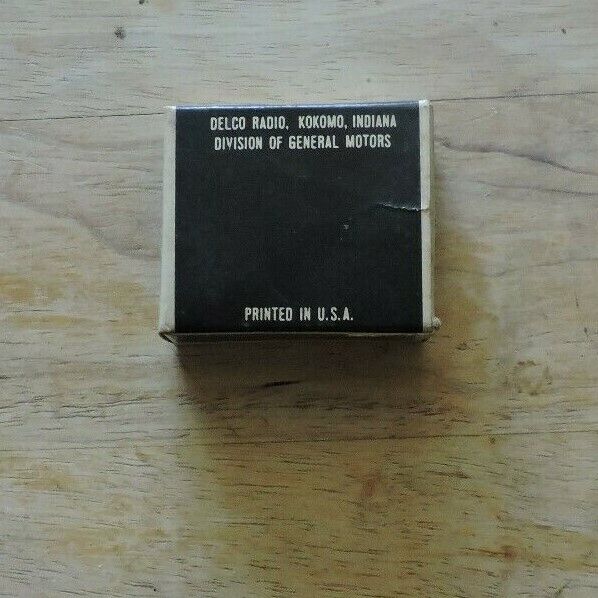 DELCO RADIO, KOKOMO, INDIANA
DIVISION OF GENERAL MOTORS
PRINTED IN U.S.A.